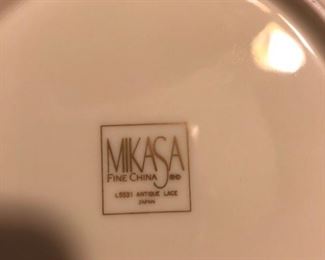 MIKASA
FINE CHINA
L5531 ANTIQUE LACE
JAPAN